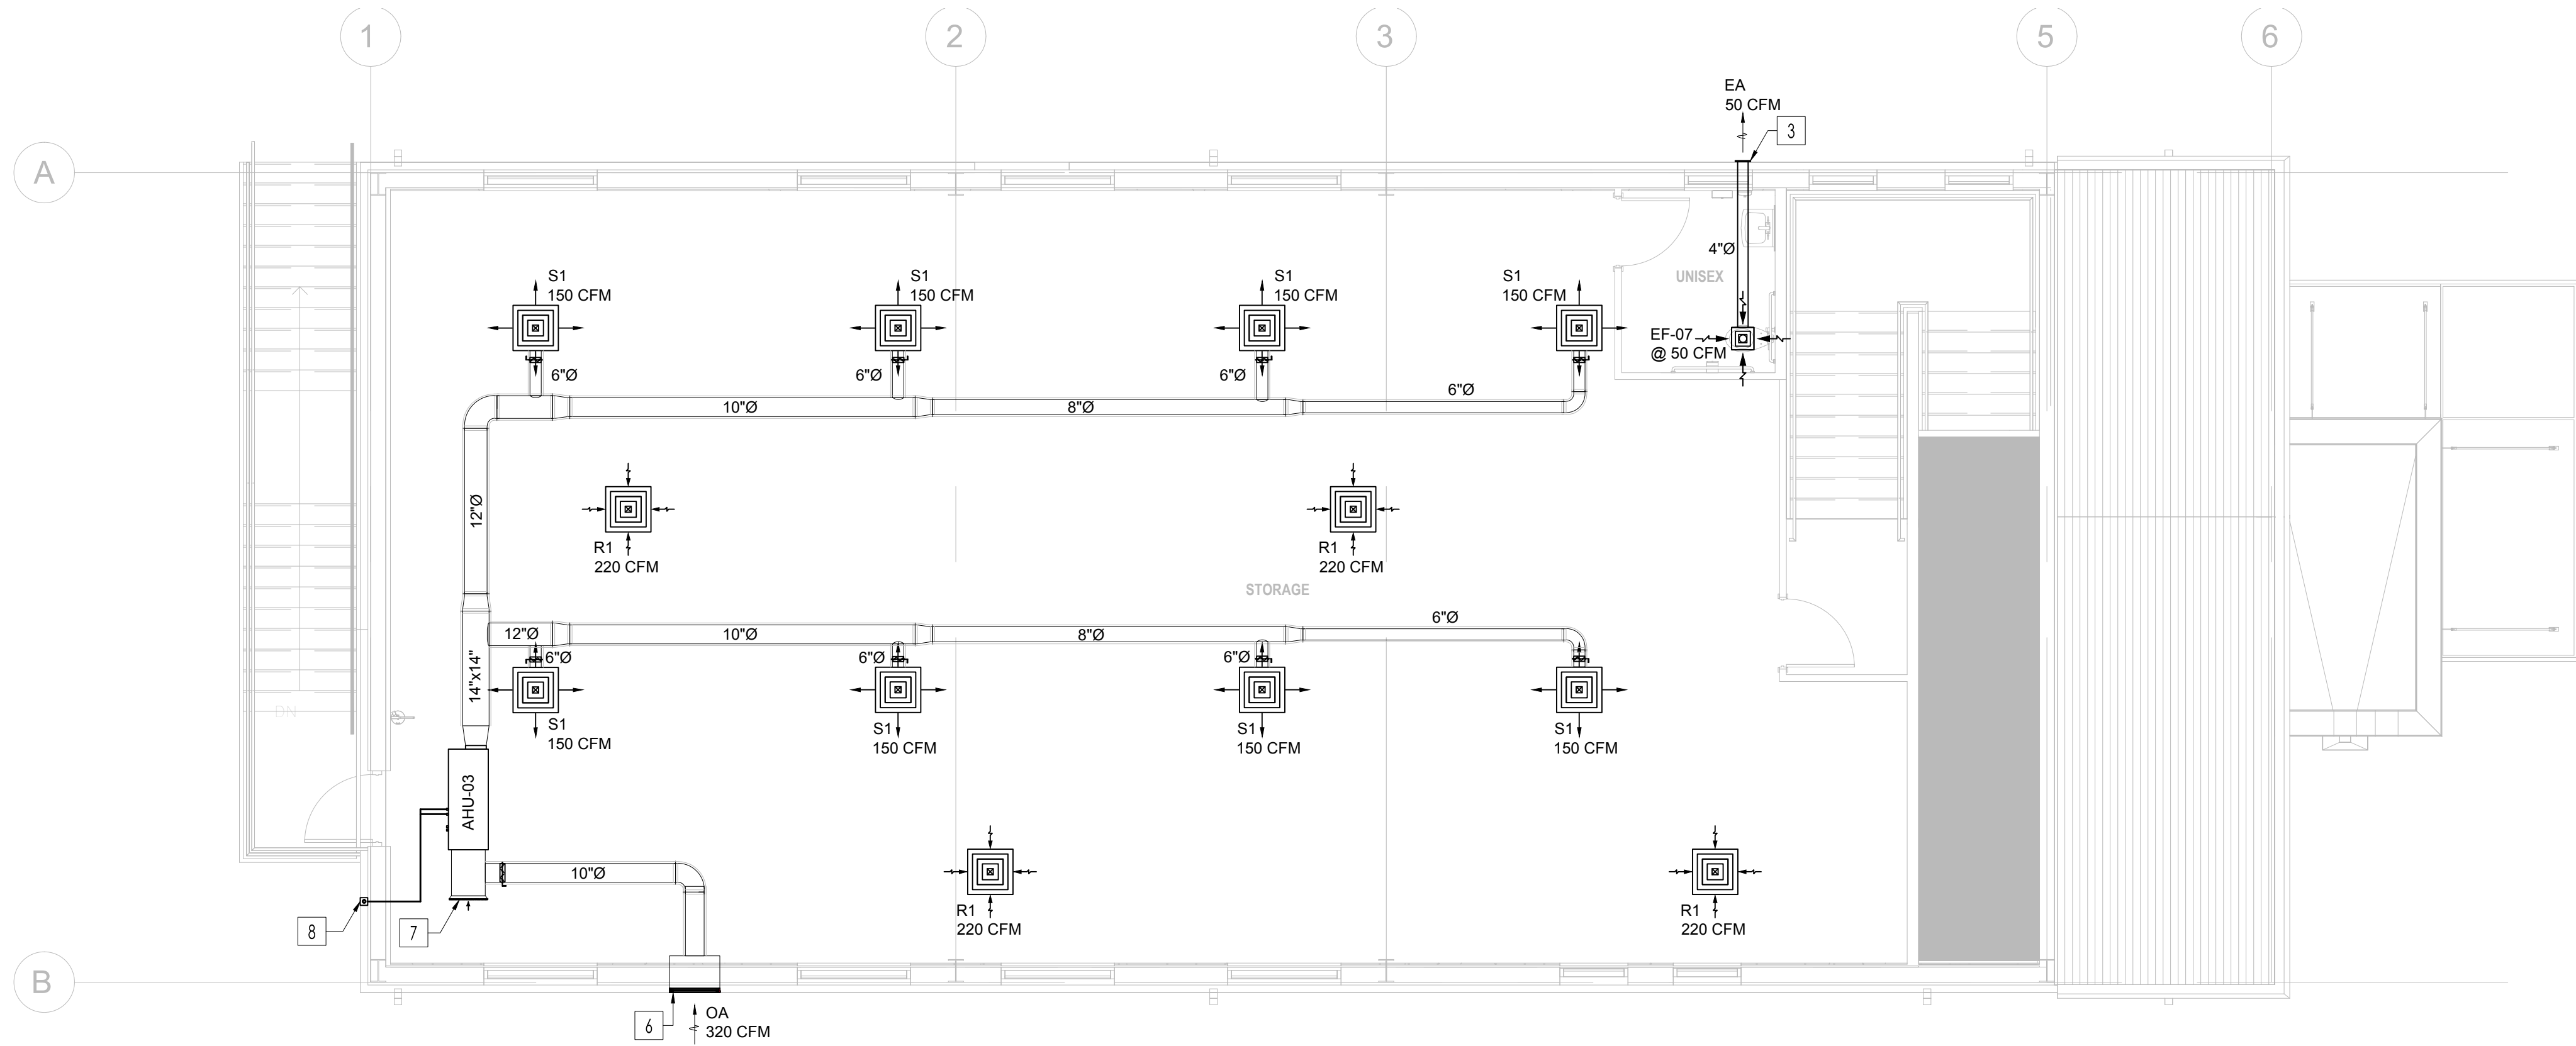 1
2
3
5
6
EA
50 CFM
3
A
4"Ø
UNISEX
S1
150 CFM
S1
150 CFM
S1
150 CFM
S1
150 CFM
EF-07
@ 50 CFM
6"Ø
6"Ø
6"Ø
6"Ø
10"Ø
8"Ø
12"Ø
R1
220 CFM
R1
220 CFM
STORAGE
6"Ø
12"Ø
10"Ø
8"Ø
6"Ø
6"Ø
6"Ø
14"x14"
DN
S1
150 CFM
S1
150 CFM
S1
150 CFM
S1
150 CFM
AHU-03
10"Ø
R1
220 CFM
R1
220 CFM
8
7
B
6
OA
320 CFM